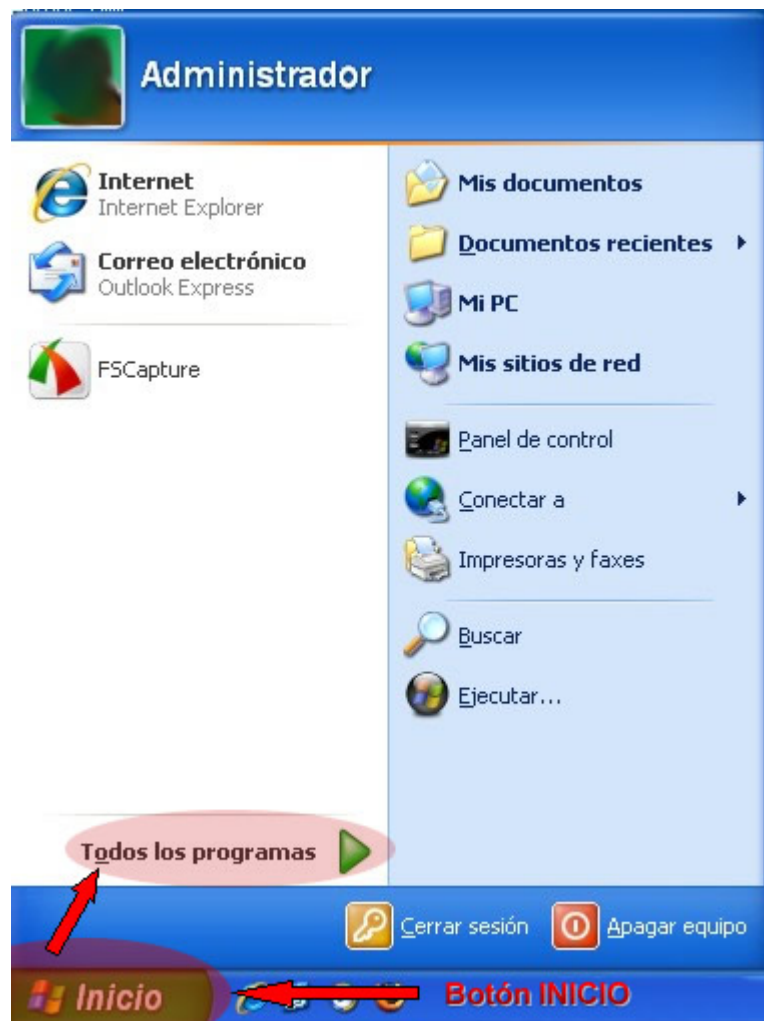 Administrador
Internet
Internet Explorer
Correo electrónico
Outlook Express
FSCapture
Todos los programas
Mis documentos
Documentos recientes
Mi PC
Mis sitios de red
Panel de control
Conectar a
Impresoras y faxes
Buscar
Ejecutar...
Cerrar sesión
Apagar equipo
Inicio
Botón INICIO